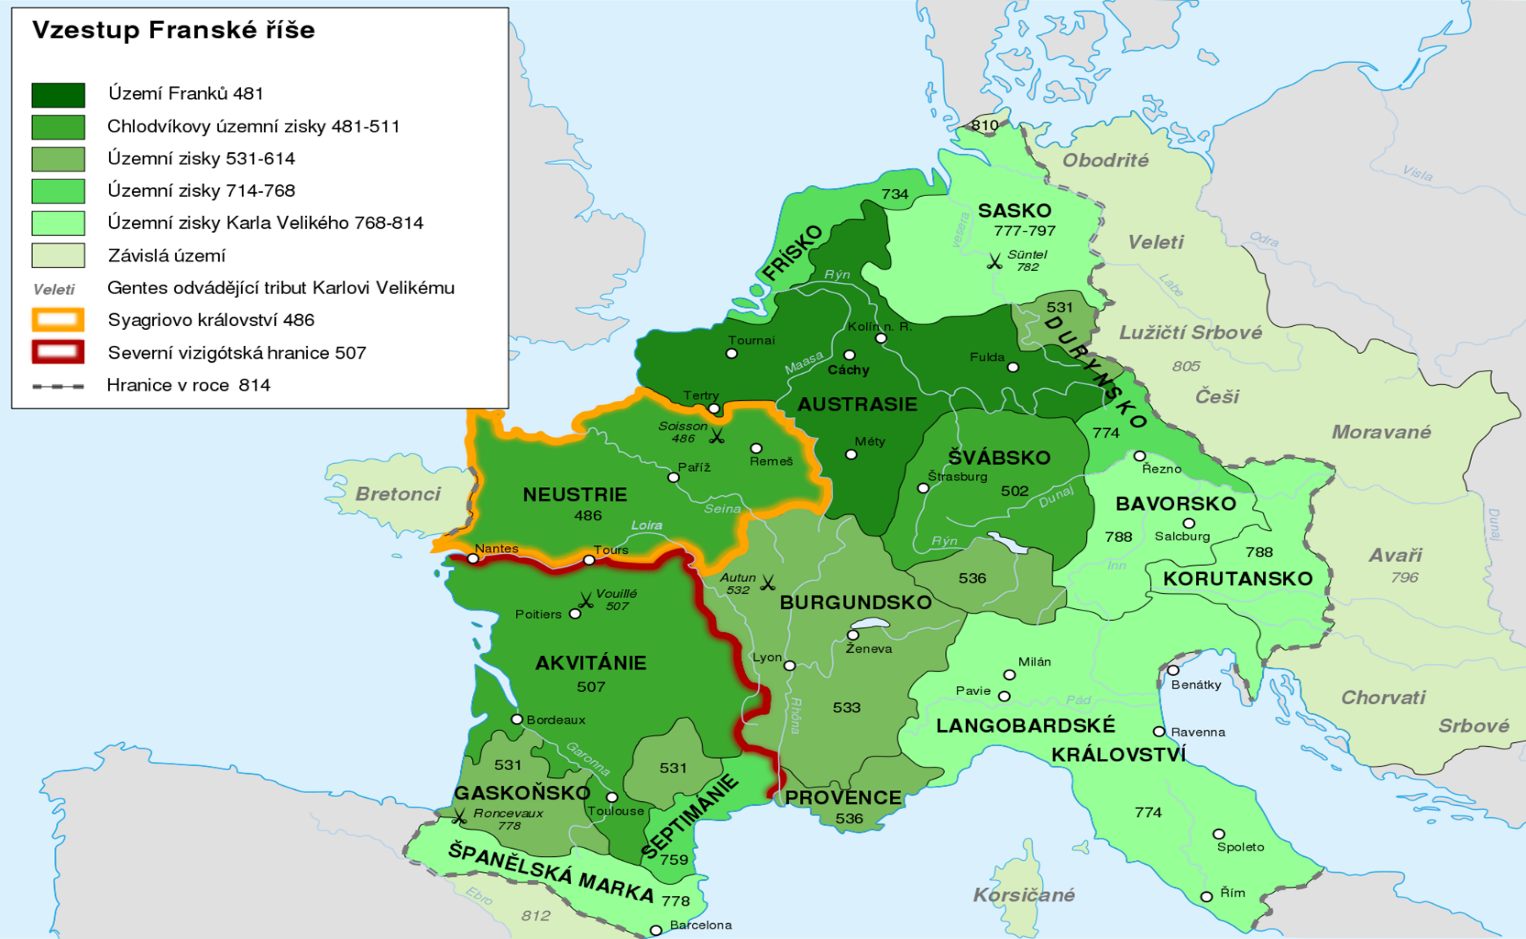 Vzestup Franské říše
Území Franků 481
Chlodvíkovy územní zisky 481-511
Územní zisky 531-614
Územní zisky 714-768
Územní zisky Karla Velikého 768-814
Závislá území
Veleti Gentes odvádějící tribut Karlovi Velikému
Syagriovo království 486
Severní vizigótská hranice 507
Hranice v roce 814
810
Obodrité
Visla
734
SASKO
777-797
vesera
Veleti
Odra
FRÍSKO
Süntel
782
Rýn
Labe
531
DURYNSKO
Kolín n. R.
Tournai
Lužičtí Srbové
805
Maasa
Cáchy
Fulda
Češi
Tertry
AUSTRASIE
Soisson
486
774
Moravané
Méty
Remeš
ŠVÁBSKO
Paříž
Řezno
Štrasburg
502
Bretonci
NEUSTRIE
486
Dunaj
BAVORSKO
Seina
Loira
Salcburg
788
Dunaj
Rýn
Nantes
Tours
788
Avaři
796
Inn
536
KORUTANSKO
Autun
532
Vouillé
507
BURGUNDSKO
Poitiers
Ženeva
Lyon
AKVITÁNIE
507
Milán
Benátky
Pavie
Pád
Chorvati
533
Rhôna
Bordeaux
LANGOBARDSKÉ
KRÁLOVSTVÍ
Ravenna
Srbové
Garonna
531
531
GASKOŇSKO
PROVENCE
536
Toulouse
SEPTIMÁNIE
759
Roncevaux
778
774
Spoleto
ŠPANĚLSKÁ MARKA
778
Ebro
812
Korsičané
Řím
Barcelona